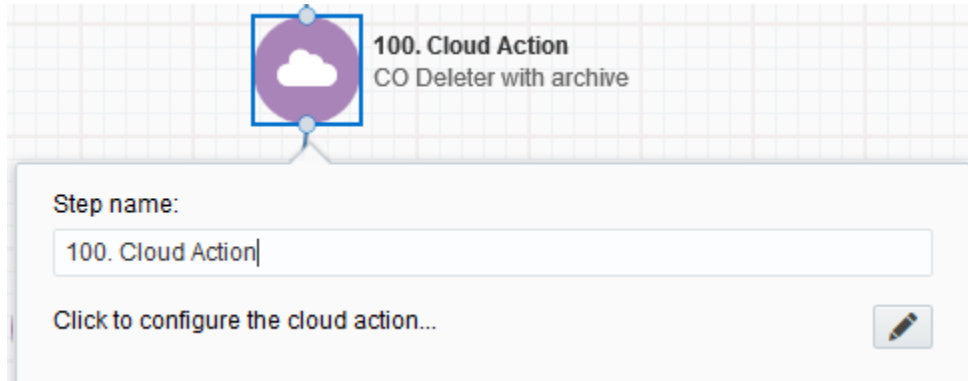 100. Cloud Action
CO Deleter with archive
Step name:
100. Cloud Action
Click to configure the cloud action...